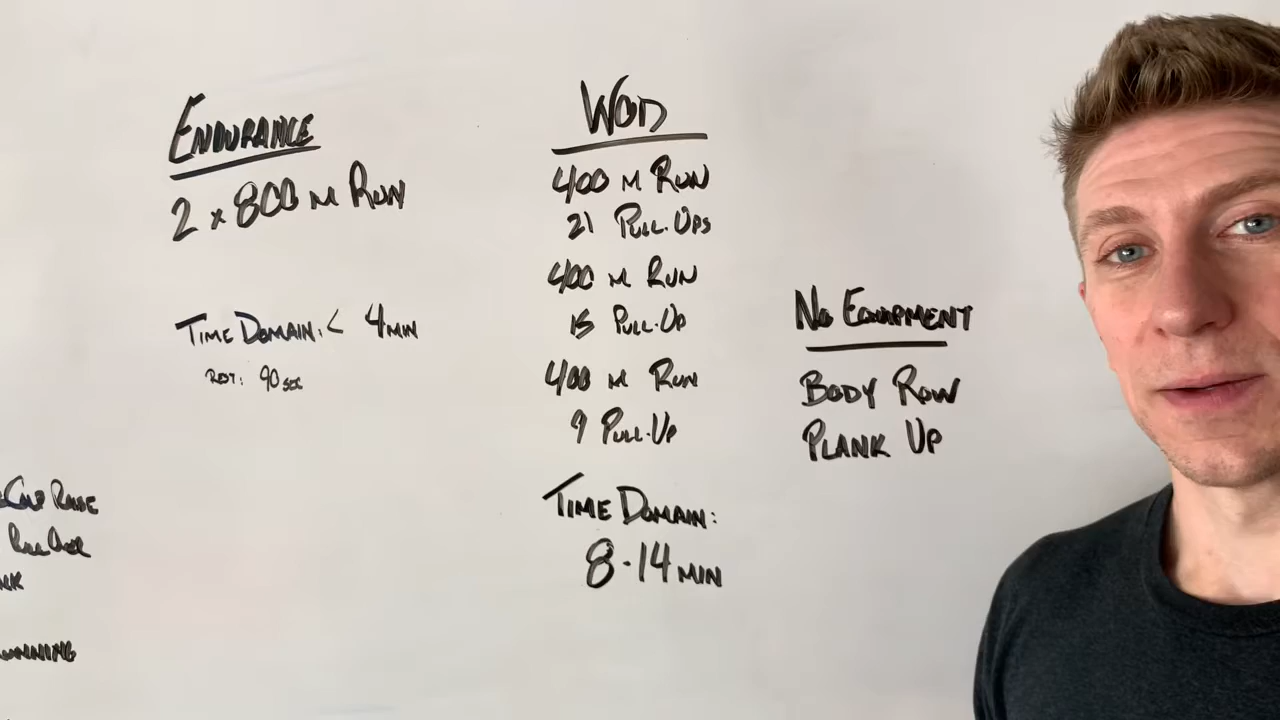 ENDURANCE
2 x 800 M RUN
TIME DOMAIN: < 4 MIN
REST: 90 SEC
WOD
400 M RUN
21 PULL-UPS
400 M RUN
15 PULL-UP
400 M RUN
9 PULL-UP
TIME DOMAIN:
8-14 MIN
NO EQUIPMENT
BODY ROW
PLANK UP